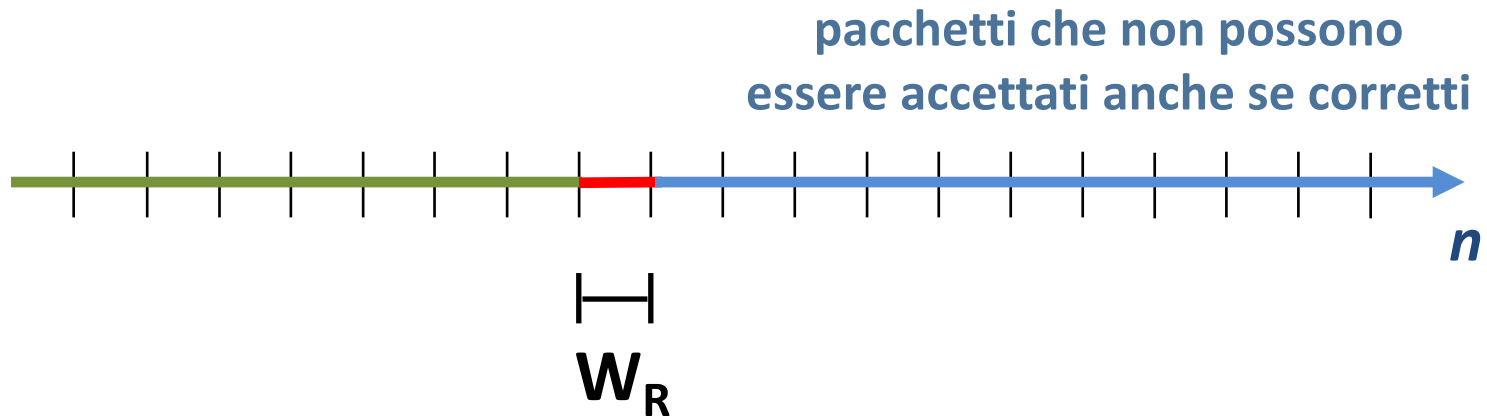 pacchetti che non possono
essere accettati anche se corretti
n
WR